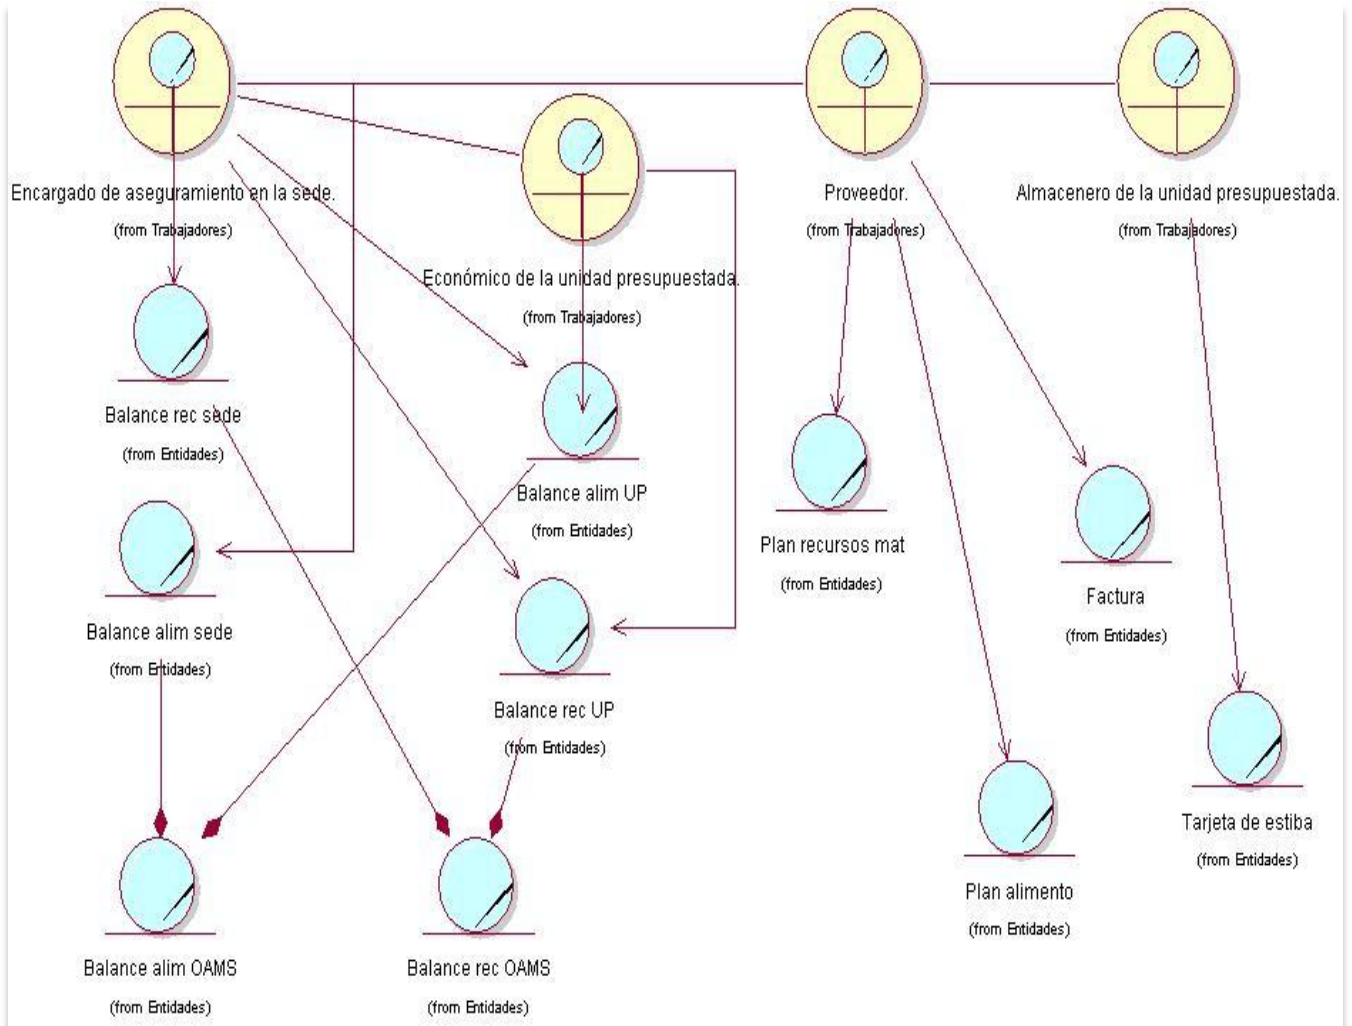 Encargado de aseguramiento en la sede.
(from Trabajadores)
Proveedor.
(from Trabajadores)
Almacenero de la unidad presupuestada.
(from Trabajadores)
Económico de la unidad presupuestada.
(from Trabajadores)
Balance rec sede
(from Entidades)
Balance alim UP
(from Entidades)
Plan recursos mat
(from Entidades)
Factura
(from Entidades)
Balance alim sede
(from Entidades)
Balance rec UP
(from Entidades)
Tarjeta de estiba
(from Entidades)
Plan alimento
(from Entidades)
Balance alim OAMS
(from Entidades)
Balance rec OAMS
(from Entidades)